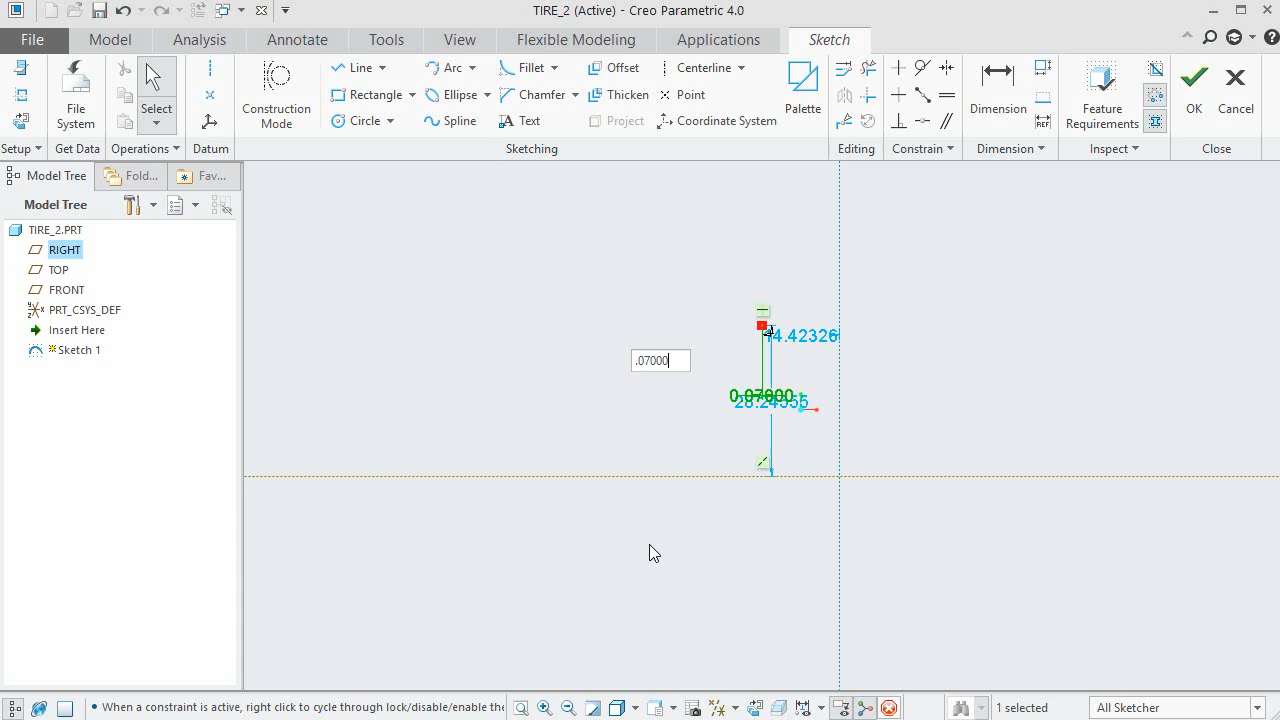 TIRE_2 (Active) - Creo Parametric 4.0
File Model Analysis Annotate Tools View Flexible Modeling Applications Sketch
File System
Select
Construction Mode
Line Arc Fillet Offset Centerline
Rectangle Ellipse Chamfer Thicken Point
Circle Spline Text Project Coordinate System
Palette
Dimension
REF
Feature Requirements
OK Cancel
Setup Get Data Operations Datum Sketching Editing Constrain Dimension Inspect Close
Model Tree Fold... Fav...
Model Tree
TIRE_2.PRT
RIGHT
TOP
FRONT
PRT_CSYS_DEF
Insert Here
Sketch 1
14.42326
.07000
0.07000
28.24555
• When a constraint is active, right click to cycle through lock/disable/enable the
1 selected
All Sketcher